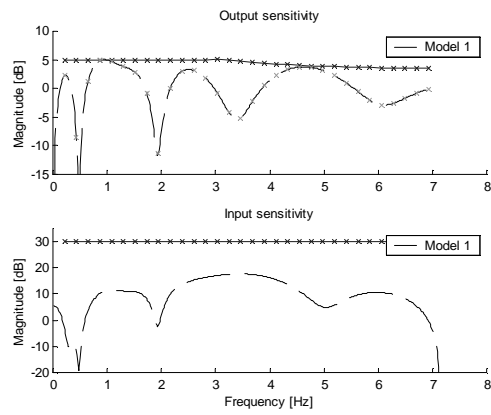 Output sensitivity
10
5
0
-5
-10
-15
Magnitude [dB]
Model 1
0 1 2 3 4 5 6 7 8
Input sensitivity
30
20
10
0
-10
-20
Magnitude [dB]
Model 1
0 1 2 3 4 5 6 7 8
Frequency [Hz]